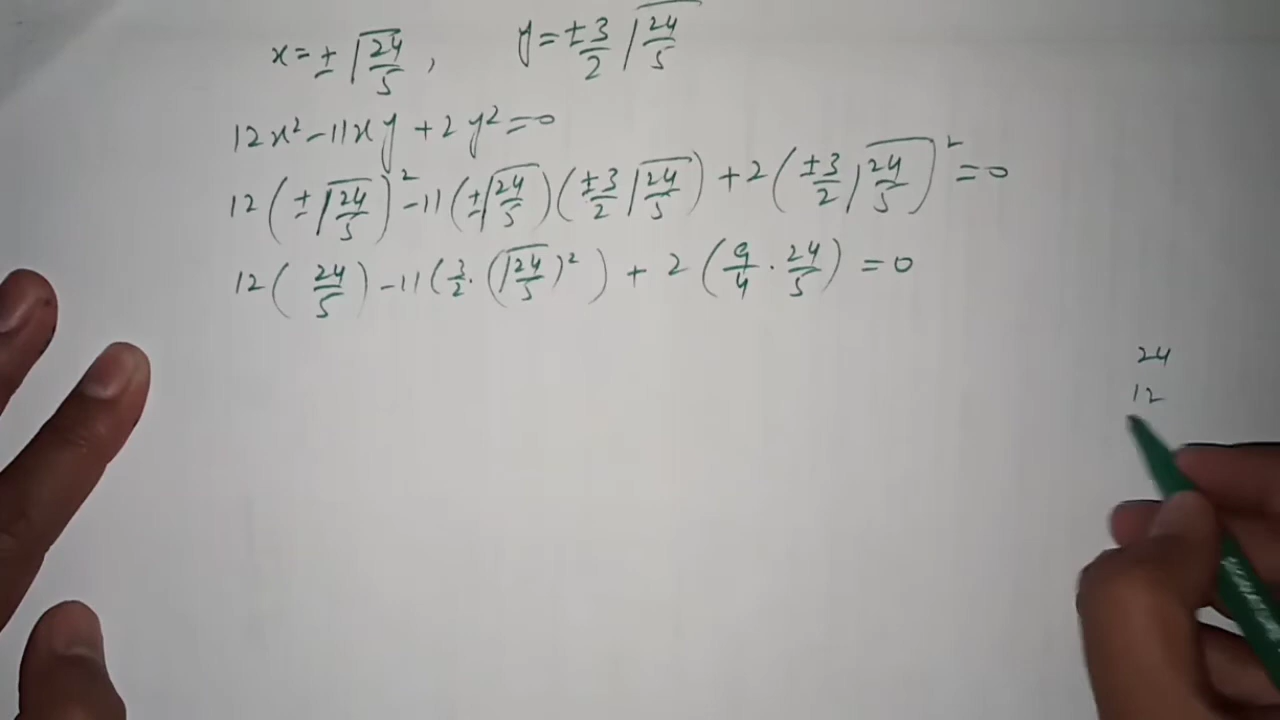 x = ± √(24/5) , y = ± 3/2 √(24/5)
12x² - 11xy + 2y² = 0
12(± √(24/5))² - 11(± √(24/5))(± 3/2 √(24/5)) + 2(± 3/2 √(24/5))² = 0
12(24/5) - 11(3/2 · (√(24/5))²) + 2(9/4 · 24/5) = 0
24
12